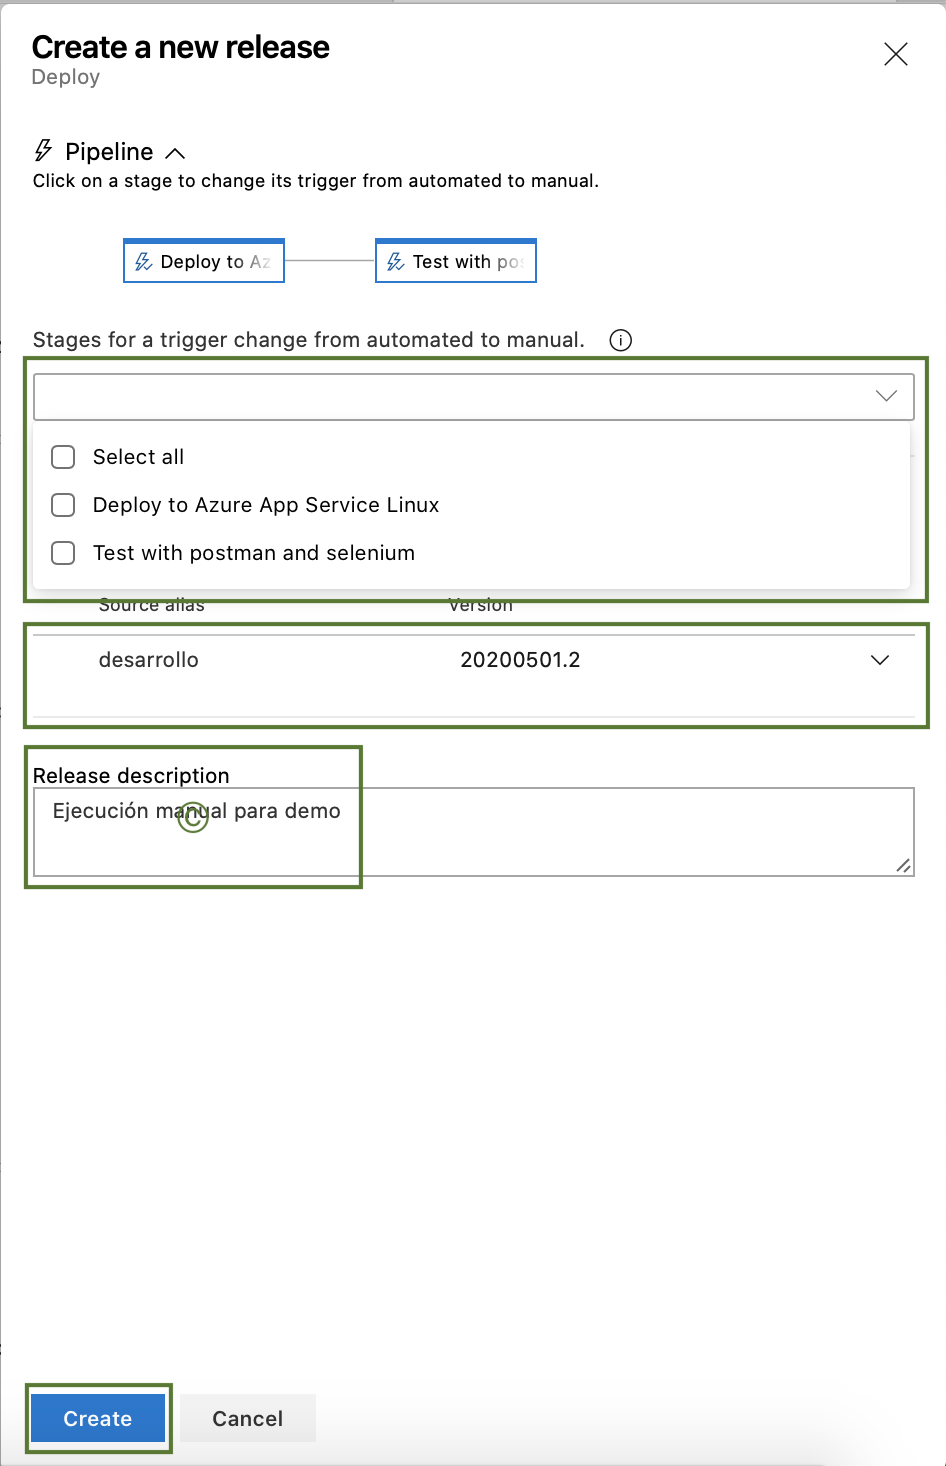 Create a new release
Deploy
Pipeline
Click on a stage to change its trigger from automated to manual.
Deploy to Az
Test with pos
Stages for a trigger change from automated to manual.
Select all
Deploy to Azure App Service Linux
Test with postman and selenium
Source alias Version
desarrollo 20200501.2
Release description
Ejecución manual para demo
©
Create Cancel